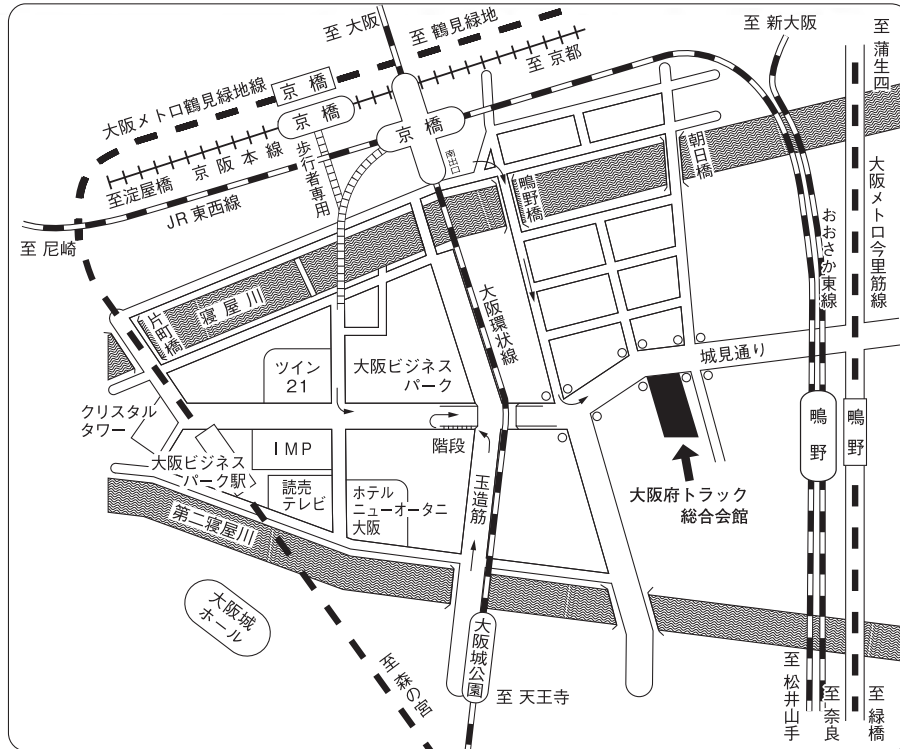 至 大阪
至 鶴見緑地
至 新大阪
至 蒲生四
至 京都
大阪メトロ鶴見緑地線
京橋
京橋
京橋
南出口
京阪本線
至淀屋橋
歩行者専用
JR東西線
至 尼崎
鴫野橋
朝日橋
大阪メトロ今里筋線
おおさか東線
片町橋
寝屋川
大阪環状線
城見通り
ツイン
21
大阪ビジネス
パーク
クリスタル
タワー
階段
IMP
大阪ビジネス
パーク駅
読売
テレビ
ホテル
ニューオータニ
大阪
玉造筋
大阪府トラック
総合会館
鴫野
鴫野
第二寝屋川
大阪城
ホール
大阪城公園
至 森の宮
至 天王寺
至 松井山手
至 奈良
至 緑橋